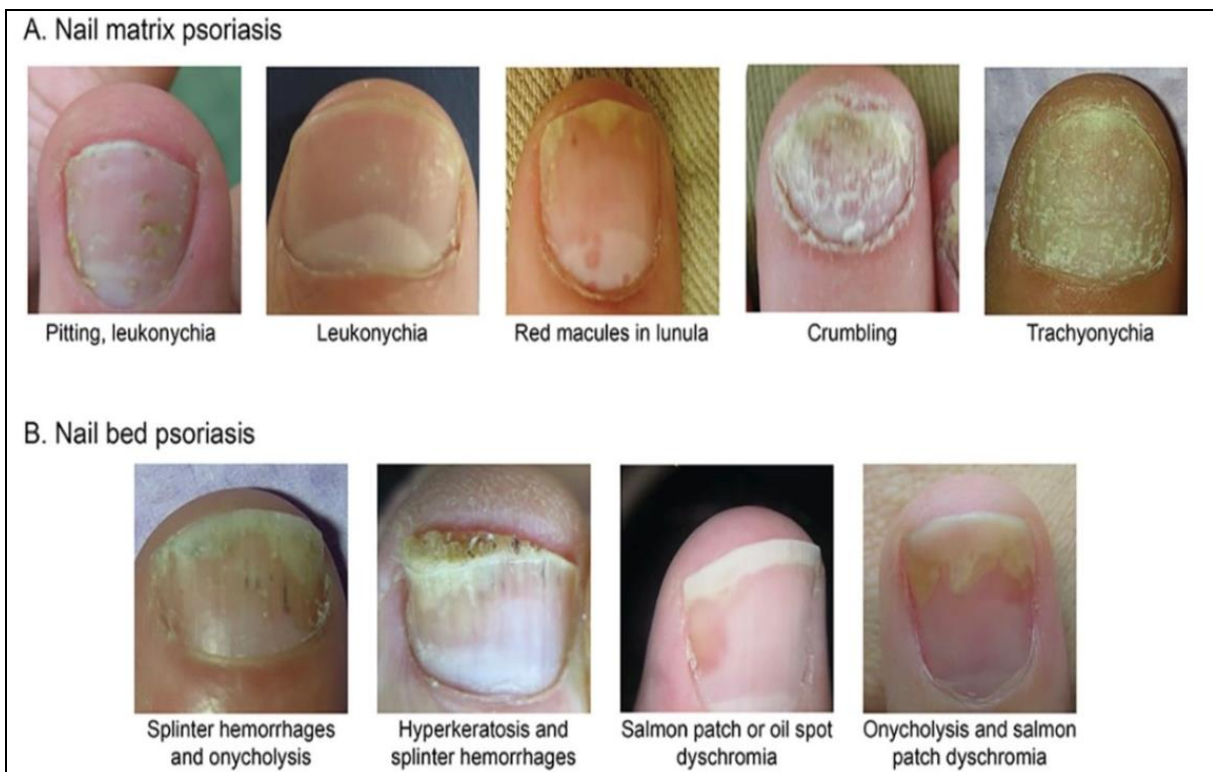 A. Nail matrix psoriasis
Pitting, leukonychia
Leukonychia
Red macules in lunula
Crumbling
Trachyonychia
B. Nail bed psoriasis
Splinter hemorrhages
and onycholysis
Hyperkeratosis and
splinter hemorrhages
Salmon patch or oil spot
dyschromia
Onycholysis and salmon
patch dyschromia